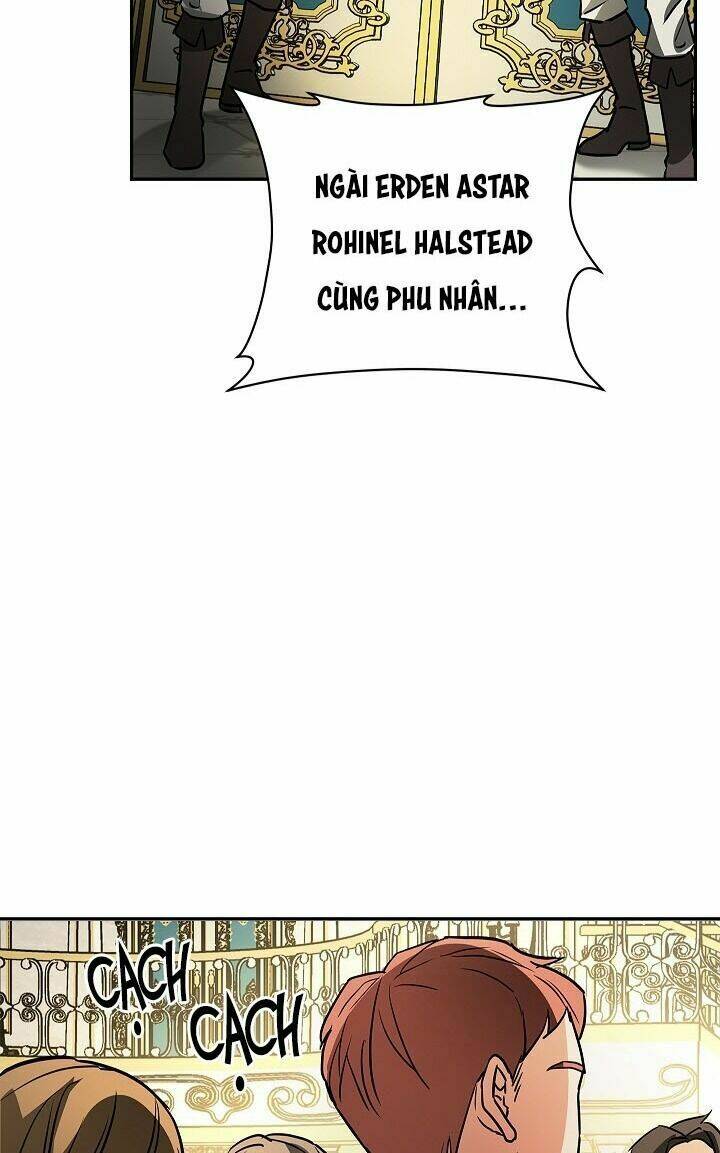 NGÀI ERDEN ASTAR
ROHINEL HALSTEAD
CÙNG PHU NHÂN...
CẠCH
CẠCH